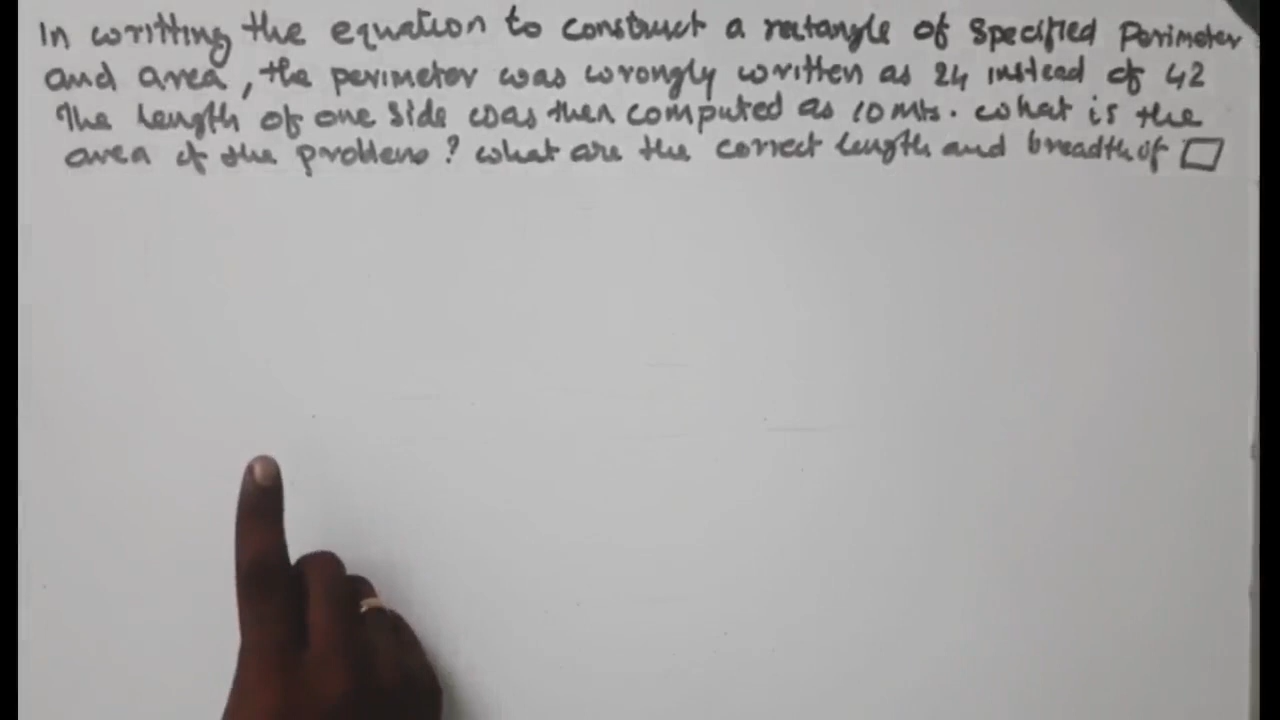 In writting the equation to construct a rectangle of specified Perimeter
and area, the perimeter was wrongly written as 24 instead of 42
The length of one side was then computed as 10 mts. what is the
area of the problem? what are the correct length and breadth of